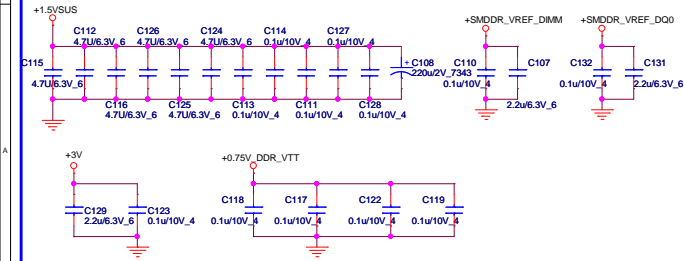 +1.5VSUS
+SMDDR_VREF_DIMM
+SMDDR_VREF_DQ0
C112
4.7U/6.3V_6
C126
4.7U/6.3V_6
C124
4.7U/6.3V_6
C114
0.1u/10V_4
C127
0.1u/10V_4
C115
4.7U/6.3V_6
C116
4.7U/6.3V_6
C125
4.7U/6.3V_6
C113
0.1u/10V_4
C111
0.1u/10V_4
C128
0.1u/10V_4
+ C108
220u/2V_7343
C110
0.1u/10V_4
C107
2.2u/6.3V_6
C132
0.1u/10V_4
C131
2.2u/6.3V_6
A
+3V
+0.75V_DDR_VTT
C129
2.2u/6.3V_6
C123
0.1u/10V_4
C118
0.1u/10V_4
C117
0.1u/10V_4
C122
0.1u/10V_4
C119
0.1u/10V_4